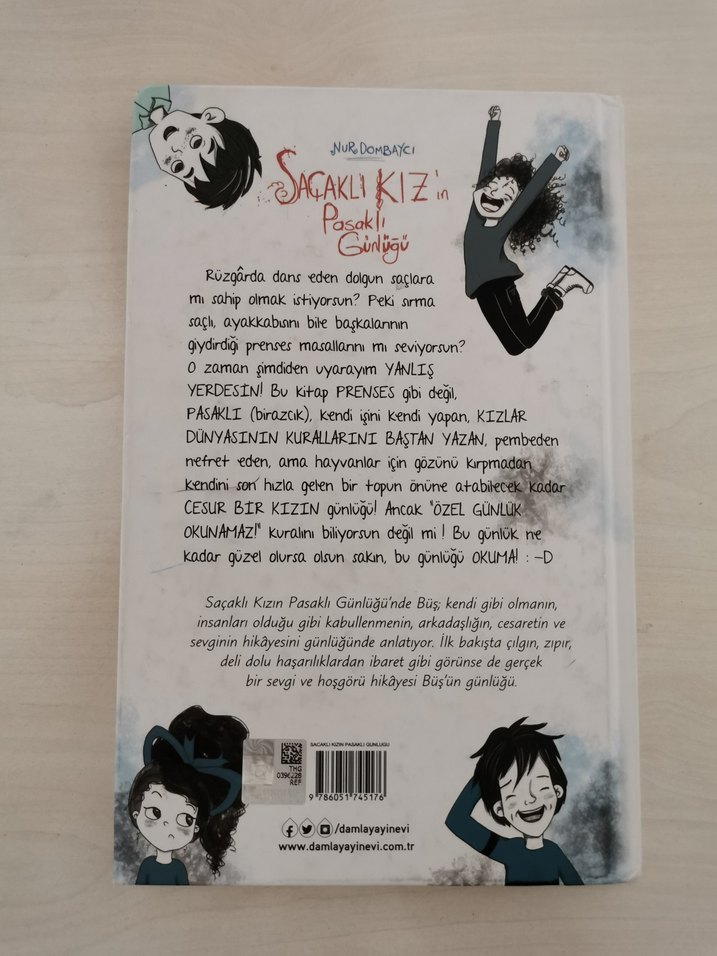 NUR DOMBAYCI
SAÇAKLI KIZ'ın
Pasaklı
Günlüğü
Rüzgârda dans eden dolgun saçlara
mı sahip olmak istiyorsun? Peki sırma
saçlı, ayakkabısını bile başkalarının
giydirdiği prenses masallarını mı seviyorsun?
O zaman şimdiden uyarayım YANLIŞ
YERDESİN! Bu kitap PRENSES gibi değil,
PASAKLI (birazcık), kendi işini kendi yapan, KIZLAR
DÜNYASININ KURALLARINI BAŞTAN YAZAN, pembeden
nefret eden, ama hayvanlar için gözünü kırpmadan
kendini son hızla gelen bir topun önüne atabilecek kadar
CESUR BİR KIZIN günlüğü! Ancak "ÖZEL GÜNLÜK
OKUNAMAZ!" kuralını biliyorsun değil mi! Bu günlük ne
kadar güzel olursa olsun sakın, bu günlüğü OKUMA! : -D
Saçaklı Kızın Pasaklı Günlüğü'nde Büş; kendi gibi olmanın,
insanları olduğu gibi kabullenmenin, arkadaşlığın, cesaretin ve
sevginin hikâyesini günlüğünde anlatıyor. İlk bakışta çılgın, zıpır,
deli dolu haşarılıklardan ibaret gibi görünse de gerçek
bir sevgi ve hoşgörü hikâyesi Büş'ün günlüğü.
THG
0396228
REF
SACAKLI KIZIN PASAKLI GUNLUGU
9 786051 745176
/damlayayinevi
www.damlayayinevi.com.tr